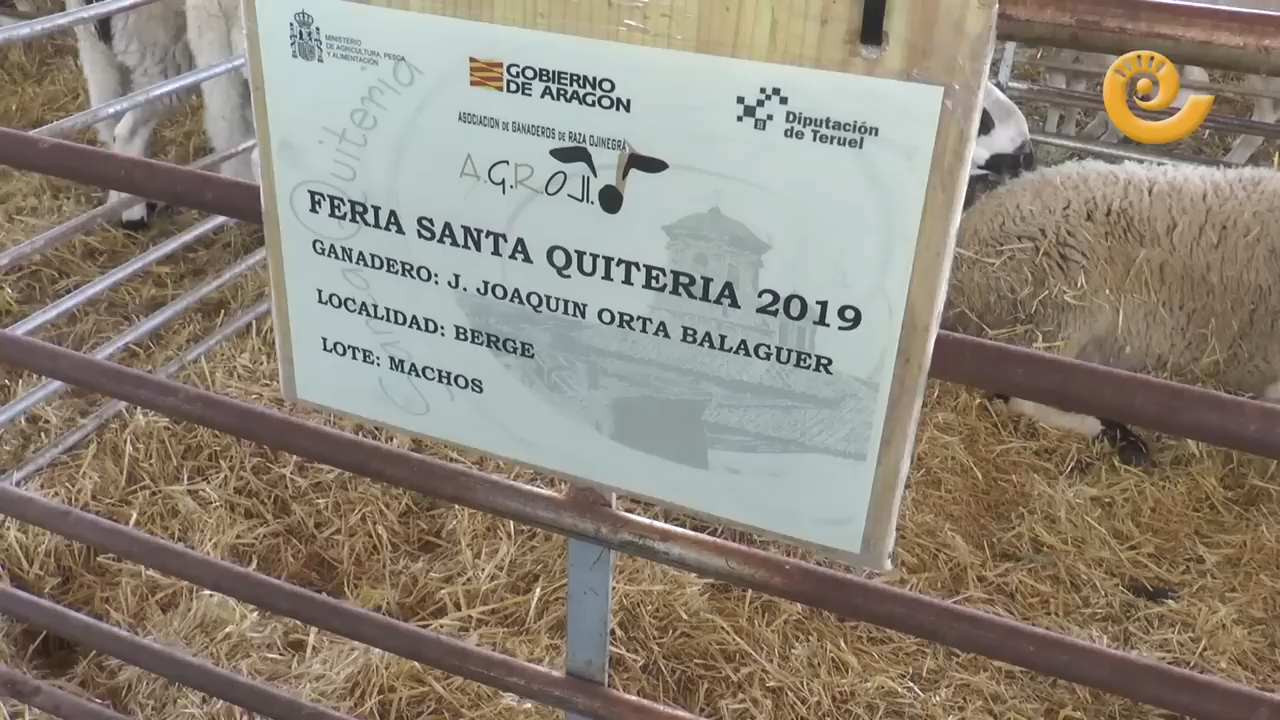 MINISTERIO
DE AGRICULTURA, PESCA
Y ALIMENTACIÓN
GOBIERNO
DE ARAGON
Diputación
de Teruel
ASOCIACION DE GANADEROS DE RAZA OJINEGRA
A.G.R.OJI.
FERIA SANTA QUITERIA 2019
GANADERO: J. JOAQUIN ORTA BALAGUER
LOCALIDAD: BERGE
LOTE: MACHOS
Quiteria